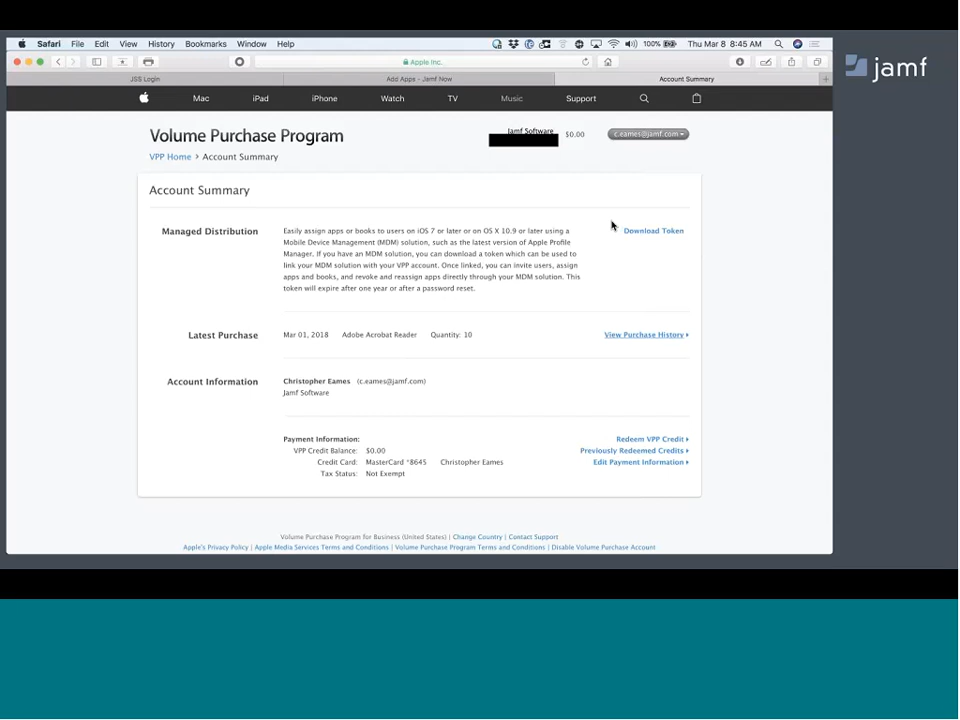 Safari File Edit View History Bookmarks Window Help 100% Thu Mar 8 8:45 AM
Apple Inc.
JSS Login Add Apps - Jamf Now Account Summary
jamf
Mac iPad iPhone Watch TV Music Support
Volume Purchase Program
Jamf Software $0.00 c.eames@jamf.com
VPP Home > Account Summary
Account Summary
Managed Distribution
Easily assign apps or books to users on iOS 7 or later or on OS X 10.9 or later using a
Mobile Device Management (MDM) solution, such as the latest version of Apple Profile
Manager. If you have an MDM solution, you can download a token which can be used to
link your MDM solution with your VPP account. Once linked, you can invite users, assign
apps and books, and revoke and reassign apps directly through your MDM solution. This
token will expire after one year or after a password reset.
Download Token
Latest Purchase Mar 01, 2018 Adobe Acrobat Reader Quantity: 10 View Purchase History
Account Information Christopher Eames (c.eames@jamf.com)
Jamf Software
Payment Information: Redeem VPP Credit
VPP Credit Balance: $0.00 Previously Redeemed Credits
Credit Card: MasterCard *8645 Christopher Eames Edit Payment Information
Tax Status: Not Exempt
Volume Purchase Program for Business (United States) | Change Country | Contact Support
Apple's Privacy Policy | Apple Media Services Terms and Conditions | Volume Purchase Program Terms and Conditions | Disable Volume Purchase Account